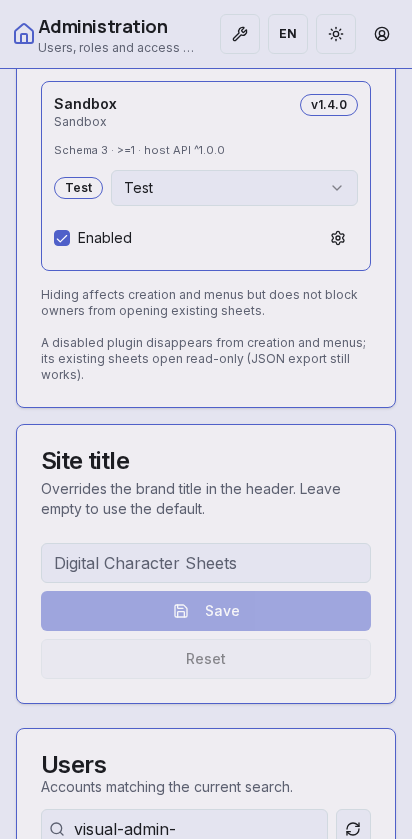 Administration
Users, roles and access …
EN
Sandbox
v1.4.0
Sandbox
Schema 3 · >=1 · host API ^1.0.0
Test
Test
Enabled
Hiding affects creation and menus but does not block
owners from opening existing sheets.
A disabled plugin disappears from creation and menus;
its existing sheets open read-only (JSON export still
works).
Site title
Overrides the brand title in the header. Leave
empty to use the default.
Digital Character Sheets
Save
Reset
Users
Accounts matching the current search.
visual-admin-